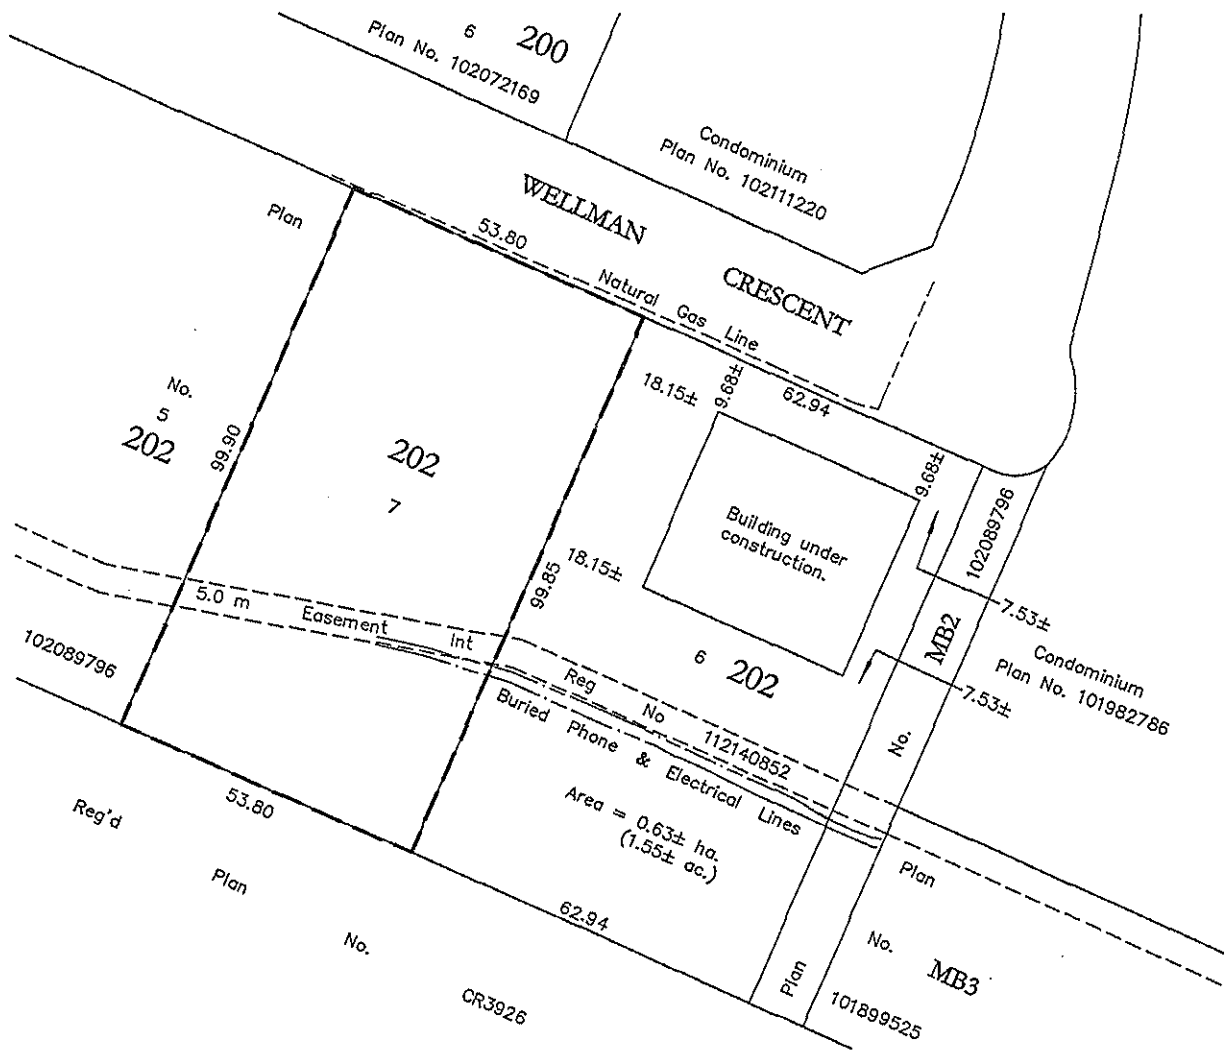 6 200
Plan No. 102072169
Condominium
Plan No. 102111220
WELLMAN
CRESCENT
Plan
53.80
Natural Gas Line
18.15±
9.68±
62.94
No.
5
202
99.90
202
7
9.68±
Building under
construction.
102089796
18.15±
99.85
5.0 m Easement Int Reg No 112140852
102089796
6 202
7.53±
MB2
Condominium
Plan No. 101982786
7.53±
No.
Buried Phone & Electrical Lines
Area = 0.63± ha.
(1.55± ac.)
53.80
Reg'd Plan No. CR3926
62.94
Plan
Plan
No. MB3
101899525